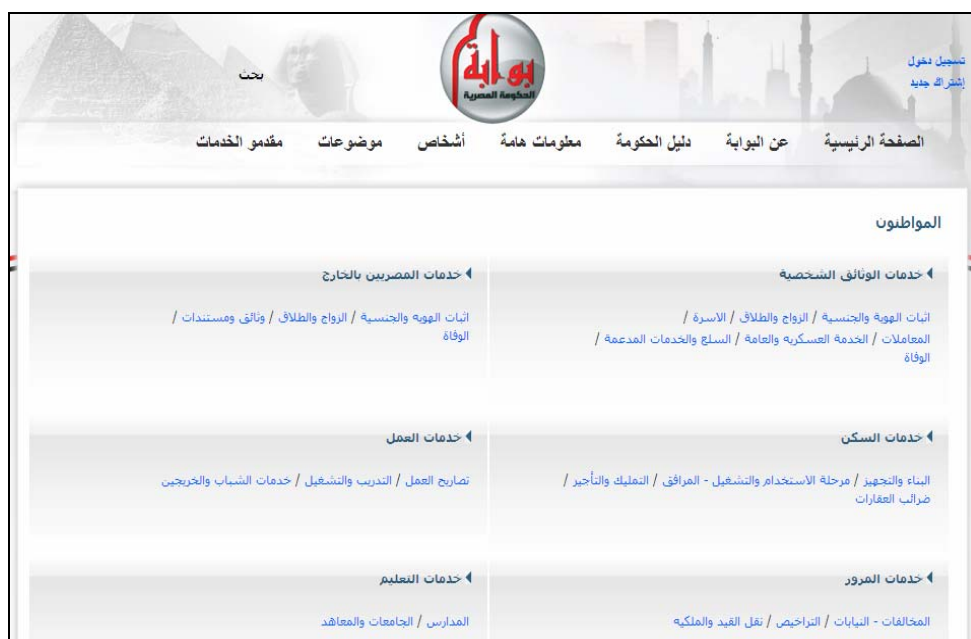 تسجيل دخول
إشتراك جديد
بوابة
الحكومة المصرية
بحث
الصفحة الرئيسية
عن البوابة
دليل الحكومة
معلومات هامة
أشخاص
موضوعات
مقدمو الخدمات
المواطنون
خدمات الوثائق الشخصية
اثبات الهوية والجنسية / الزواج والطلاق / الاسرة /
المعاملات / الخدمة العسكريه والعامة / السلع والخدمات المدعمة /
الوفاة
خدمات المصريين بالخارج
اثبات الهويه والجنسية / الزواج والطلاق / وثائق ومستندات /
الوفاة
خدمات السكن
البناء والتجهيز / مرحلة الاستخدام والتشغيل - المرافق / التمليك والتأجير /
ضرائب العقارات
خدمات العمل
تصاريح العمل / التدريب والتشغيل / خدمات الشباب والخريجين
خدمات المرور
المخالفات - النيابات / التراخيص / نقل القيد والملكيه
خدمات التعليم
المدارس / الجامعات والمعاهد